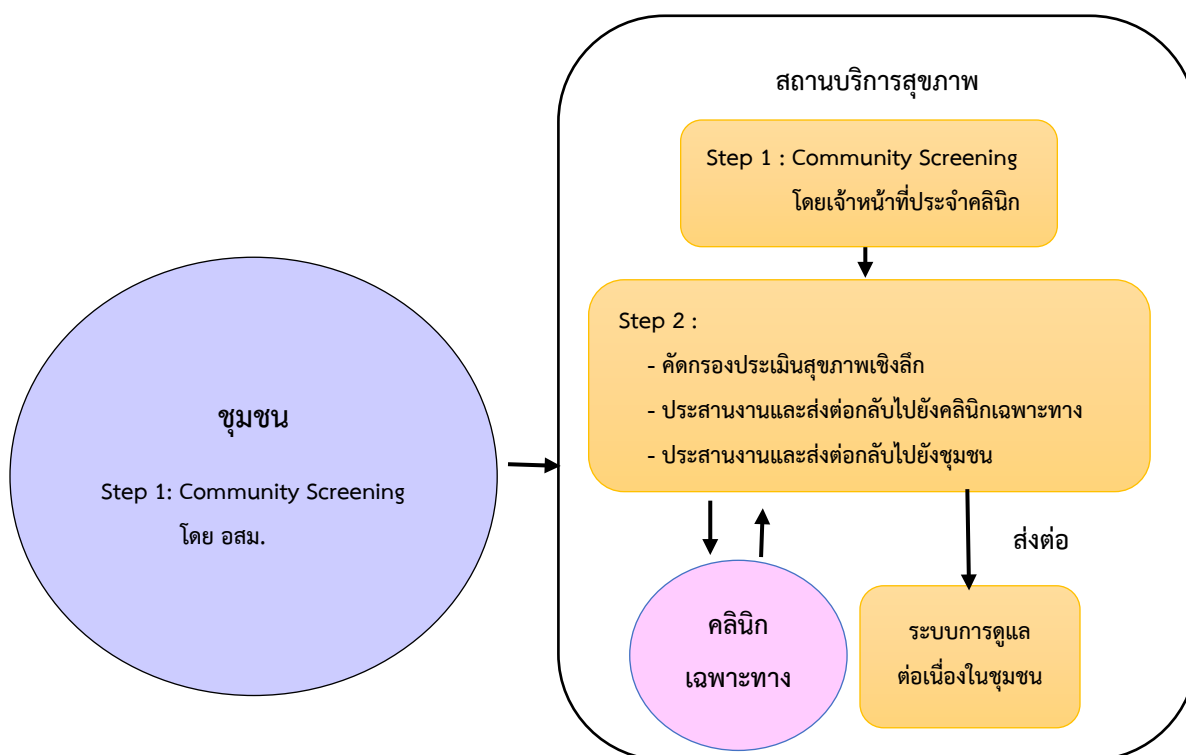 สถานบริการสุขภาพ
Step 1 : Community Screening
โดยเจ้าหน้าที่ประจำคลินิก
Step 2 :
- คัดกรองประเมินสุขภาพเชิงลึก
- ประสานงานและส่งต่อกลับไปยังคลินิกเฉพาะทาง
- ประสานงานและส่งต่อกลับไปยังชุมชน
ชุมชน
Step 1: Community Screening
โดย อสม.
ส่งต่อ
คลินิก
เฉพาะทาง
ระบบการดูแล
ต่อเนื่องในชุมชน